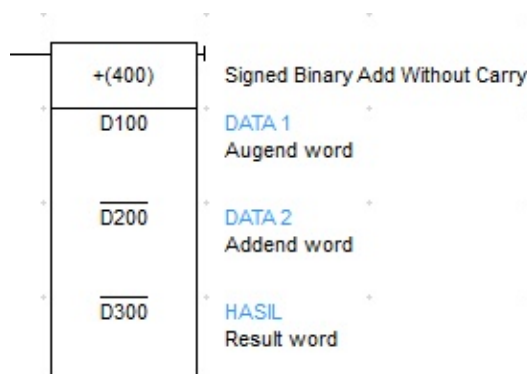 +(400) Signed Binary Add Without Carry
D100 DATA 1
Augend word
D200 DATA 2
Addend word
D300 HASIL
Result word